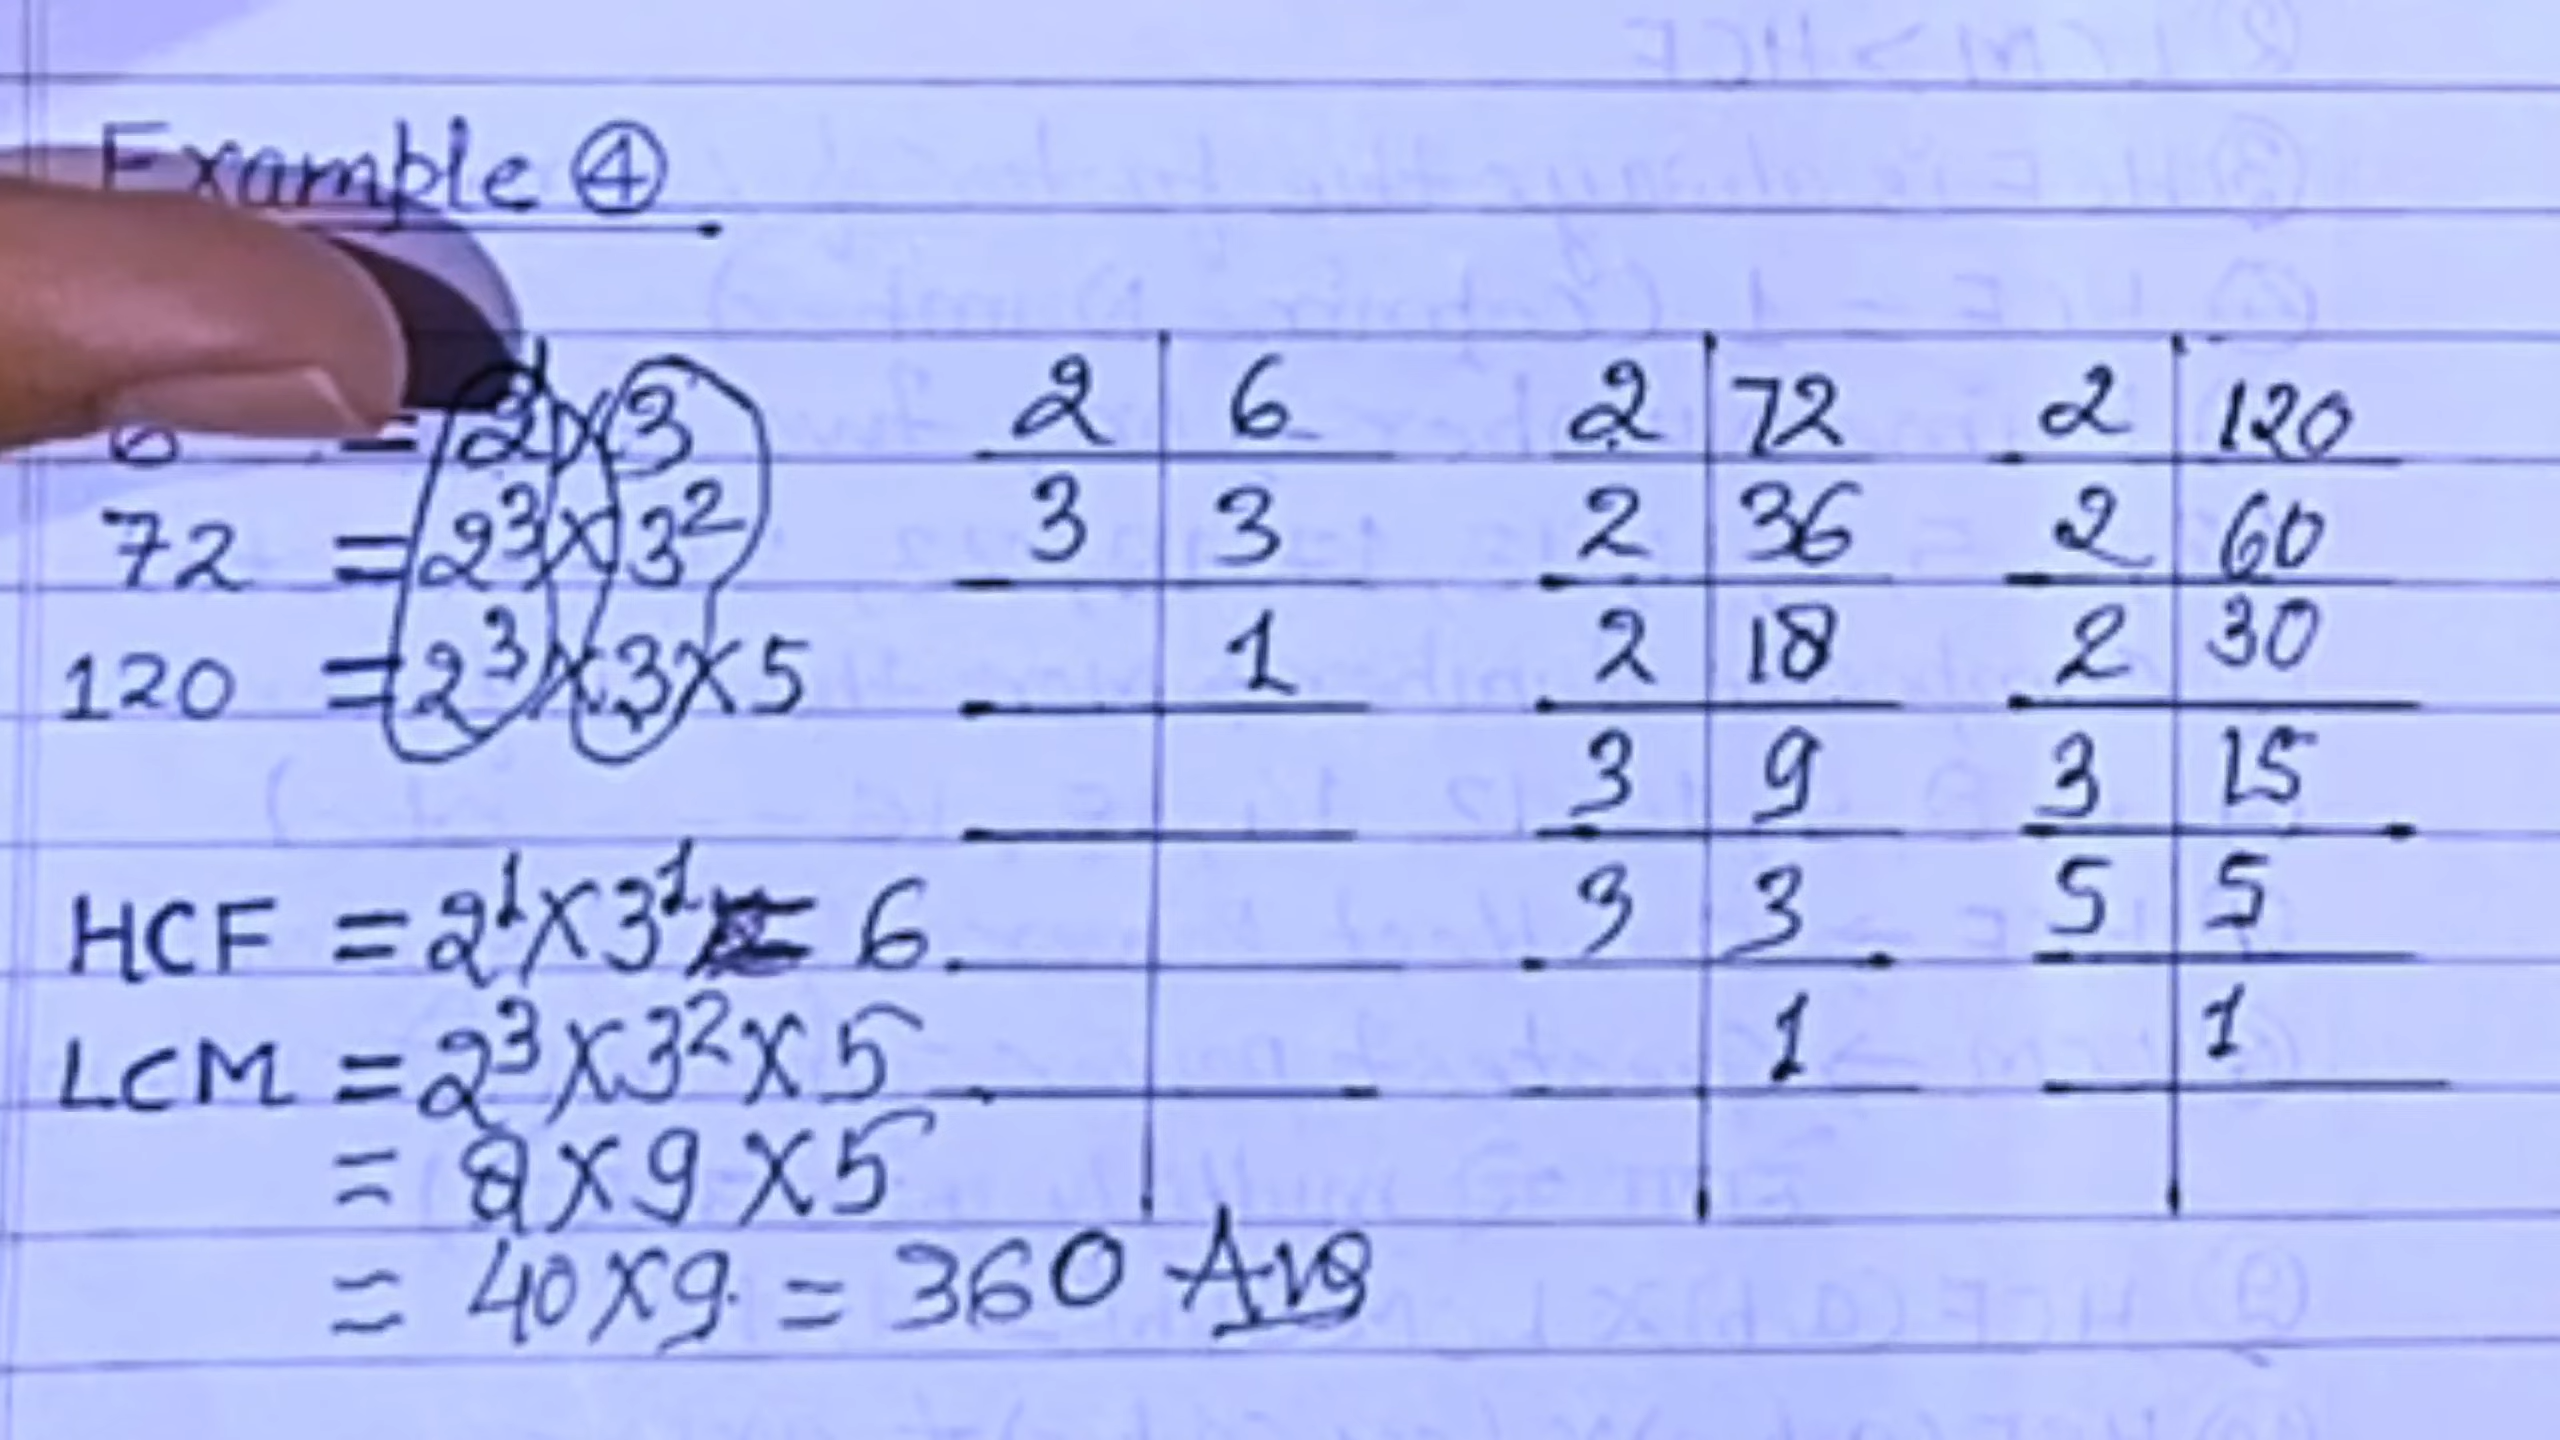 Example ④
6 = 2¹×3
72 = 2³×3²
120 = 2³×3×5
HCF = 2¹×3¹ = 6
LCM = 2³×3²×5
= 8×9×5
= 40×9 = 360 Ans
2 6
3 3
1
2 72
2 36
2 18
3 9
3 3
1
2 120
2 60
2 30
3 15
5 5
1
LCM > HCF